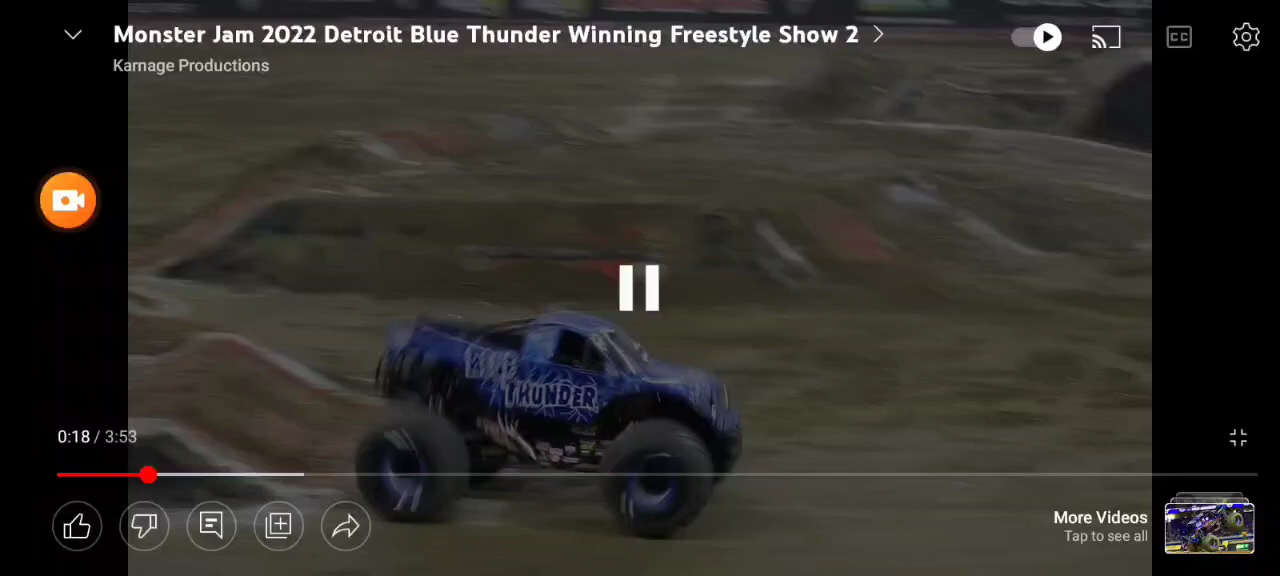 Monster Jam 2022 Detroit Blue Thunder Winning Freestyle Show 2
Karnage Productions
CC
BLUE
THUNDER
0:18 / 3:53
More Videos
Tap to see all